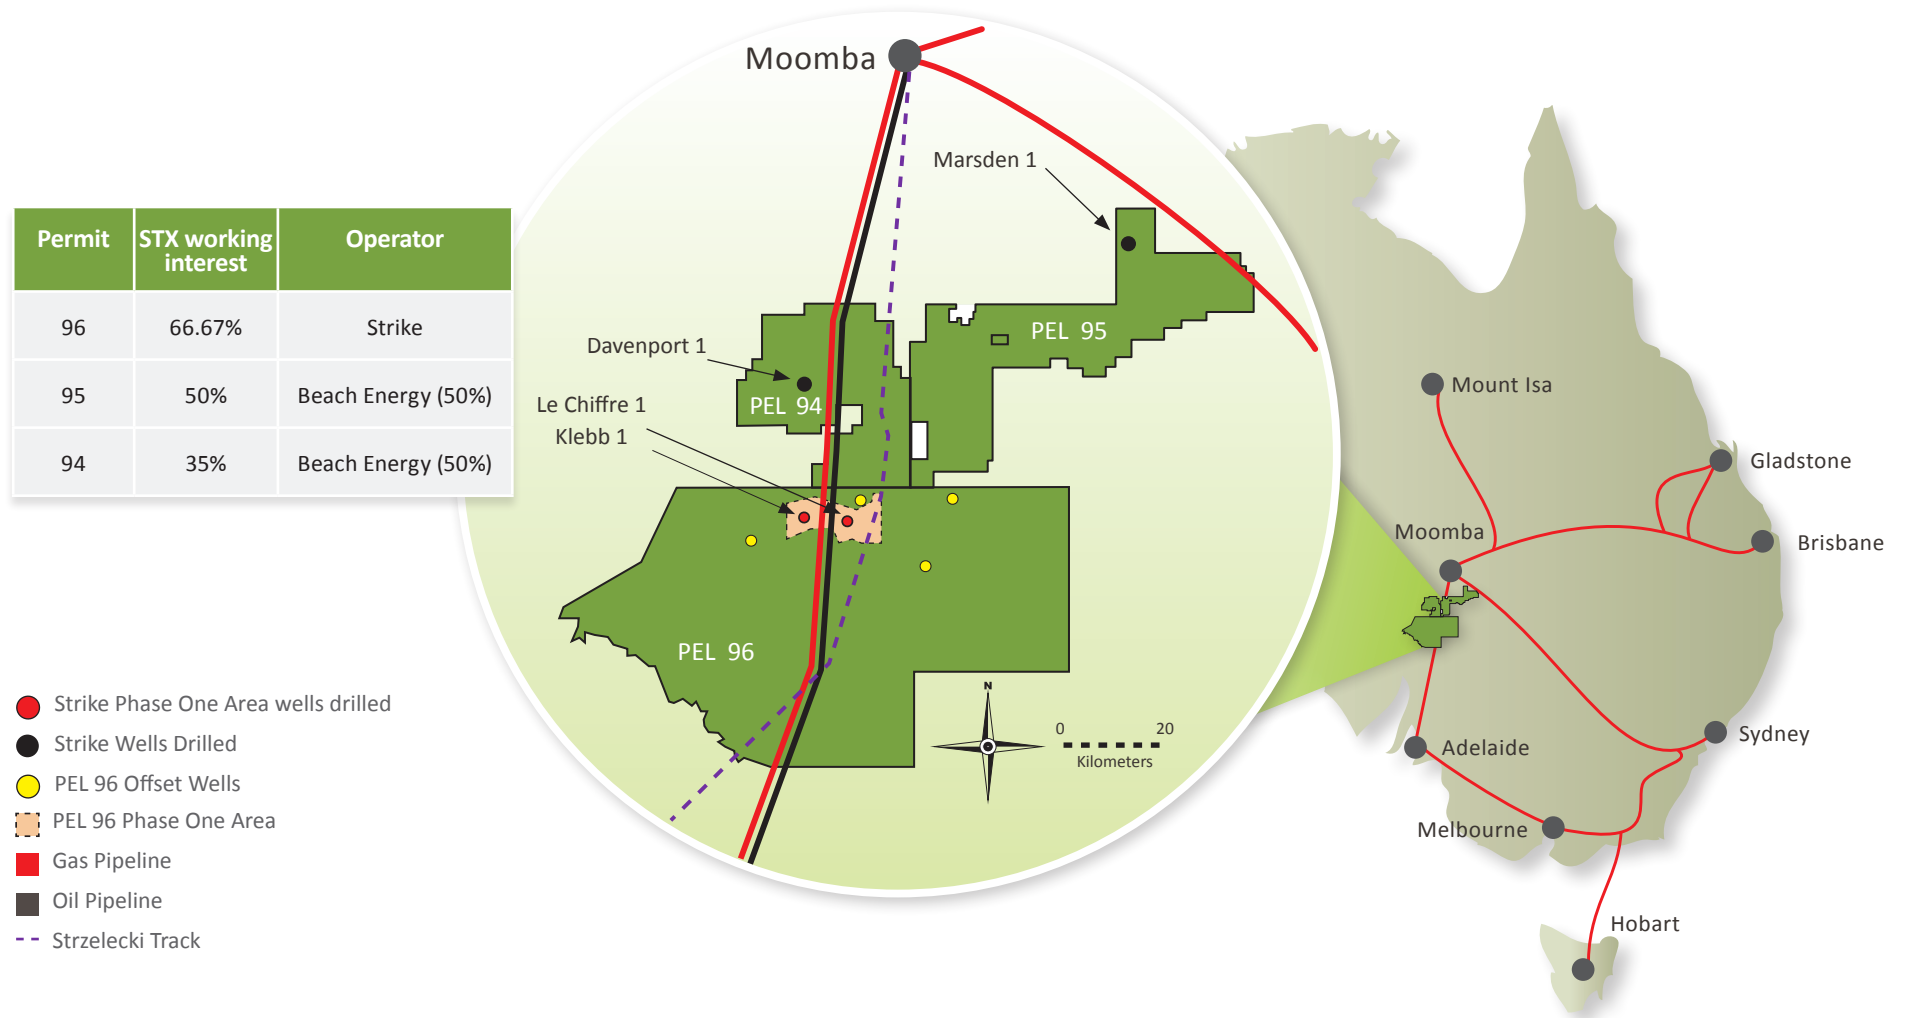 Moomba
Marsden 1
Permit STX working interest Operator
96 66.67% Strike
95 50% Beach Energy (50%)
94 35% Beach Energy (50%)
PEL 95
Davenport 1
PEL 94
Le Chiffre 1
Klebb 1
PEL 96
N
0 20
Kilometers
Strike Phase One Area wells drilled
Strike Wells Drilled
PEL 96 Offset Wells
PEL 96 Phase One Area
Gas Pipeline
Oil Pipeline
Strzelecki Track
Mount Isa
Gladstone
Moomba
Brisbane
Sydney
Adelaide
Melbourne
Hobart